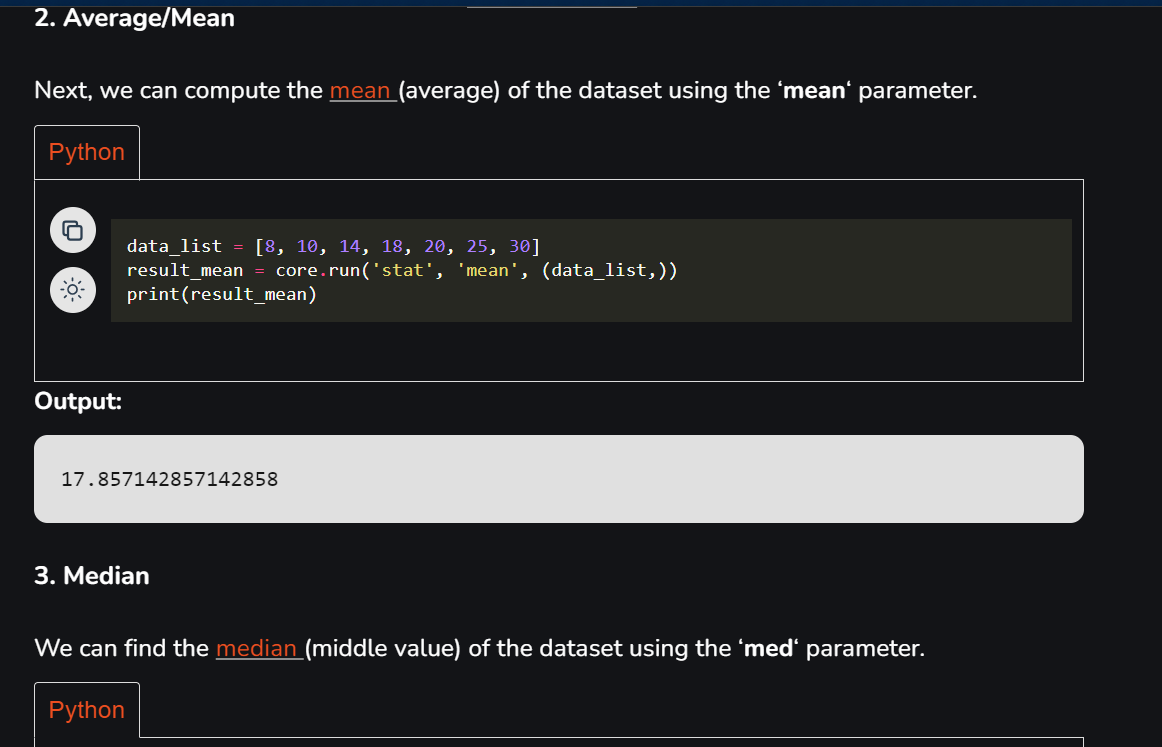 2. Average/Mean
Next, we can compute the mean (average) of the dataset using the ‘mean‘ parameter.
Python
data_list = [8, 10, 14, 18, 20, 25, 30]
result_mean = core.run('stat', 'mean', (data_list,))
print(result_mean)
Output:
17.857142857142858
3. Median
We can find the median (middle value) of the dataset using the ‘med‘ parameter.
Python